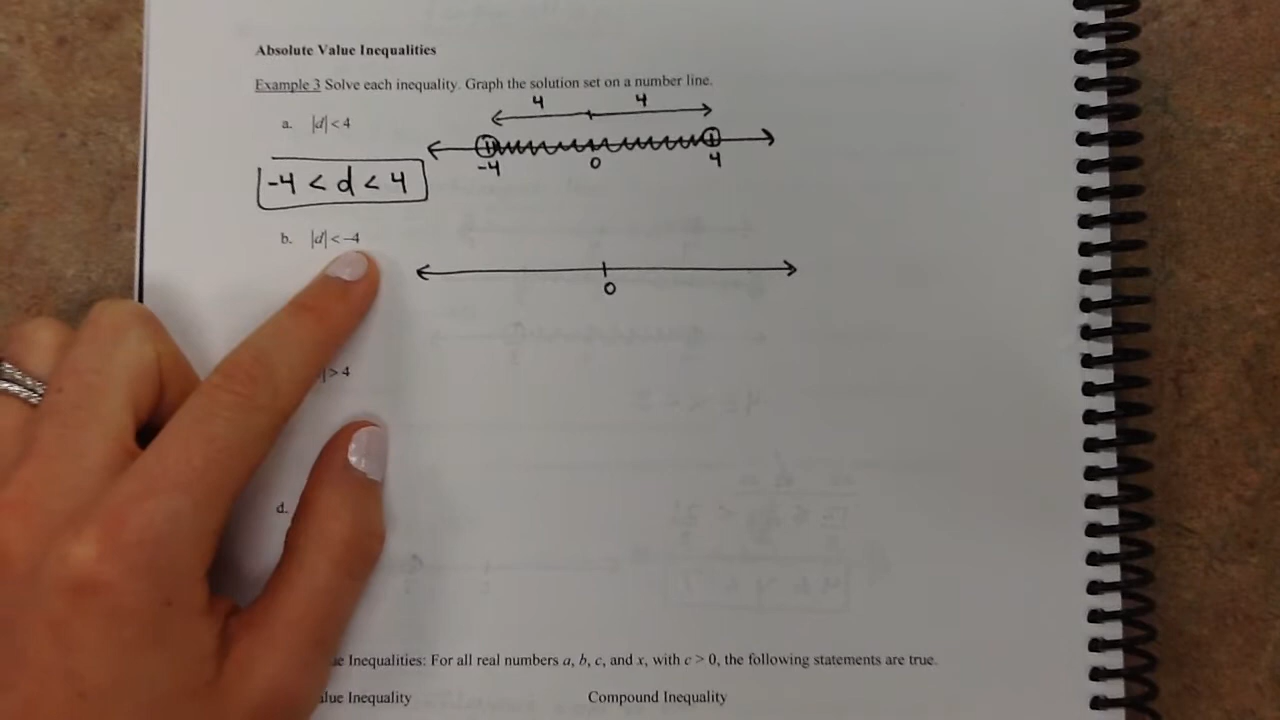 Absolute Value Inequalities
Example 3 Solve each inequality. Graph the solution set on a number line.
4 4
a. |d| < 4
-4 0 4
-4 < d < 4
b. |d| < -4
0
| > 4
d.
Inequalities: For all real numbers a, b, c, and x, with c > 0, the following statements are true.
Inequality Compound Inequality